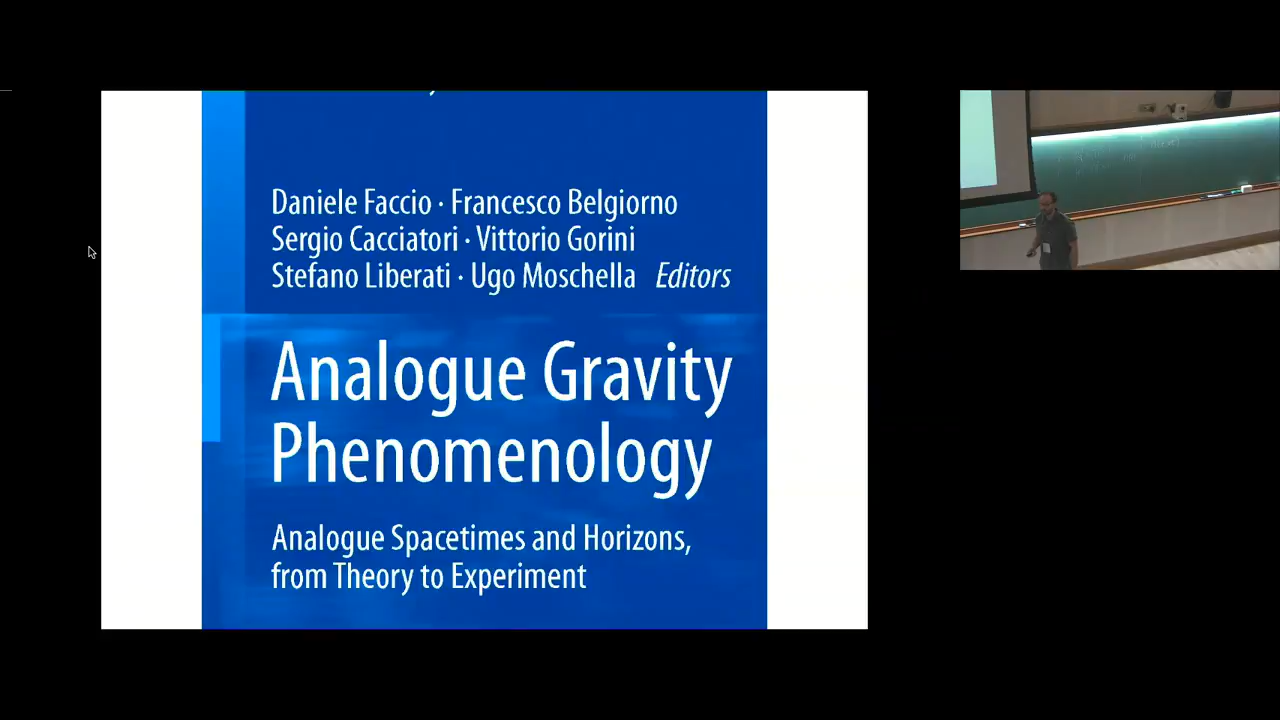 Daniele Faccio · Francesco Belgiorno
Sergio Cacciatori · Vittorio Gorini
Stefano Liberati · Ugo Moschella Editors
Analogue Gravity
Phenomenology
Analogue Spacetimes and Horizons,
from Theory to Experiment